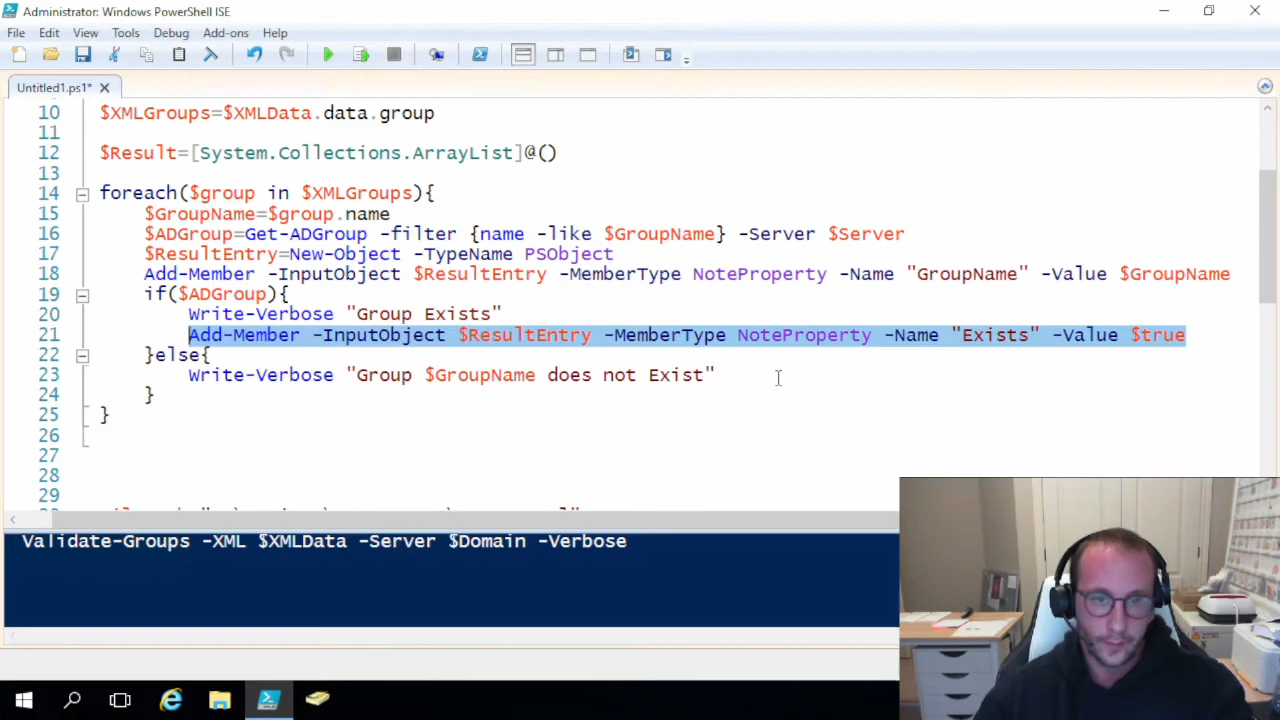 Administrator: Windows PowerShell ISE
File Edit View Tools Debug Add-ons Help
Untitled1.ps1* X
10 $XMLGroups=$XMLData.data.group
11
12 $Result=[System.Collections.ArrayList]@()
13
14 foreach($group in $XMLGroups){
15 $GroupName=$group.name
16 $ADGroup=Get-ADGroup -filter {name -like $GroupName} -Server $Server
17 $ResultEntry=New-Object -TypeName PSObject
18 Add-Member -InputObject $ResultEntry -MemberType NoteProperty -Name "GroupName" -Value $GroupName
19 if($ADGroup){
20 Write-Verbose "Group Exists"
21 Add-Member -InputObject $ResultEntry -MemberType NoteProperty -Name "Exists" -Value $true
22 }else{
23 Write-Verbose "Group $GroupName does not Exist"
24 }
25 }
26
27
28
29
Validate-Groups -XML $XMLData -Server $Domain -Verbose